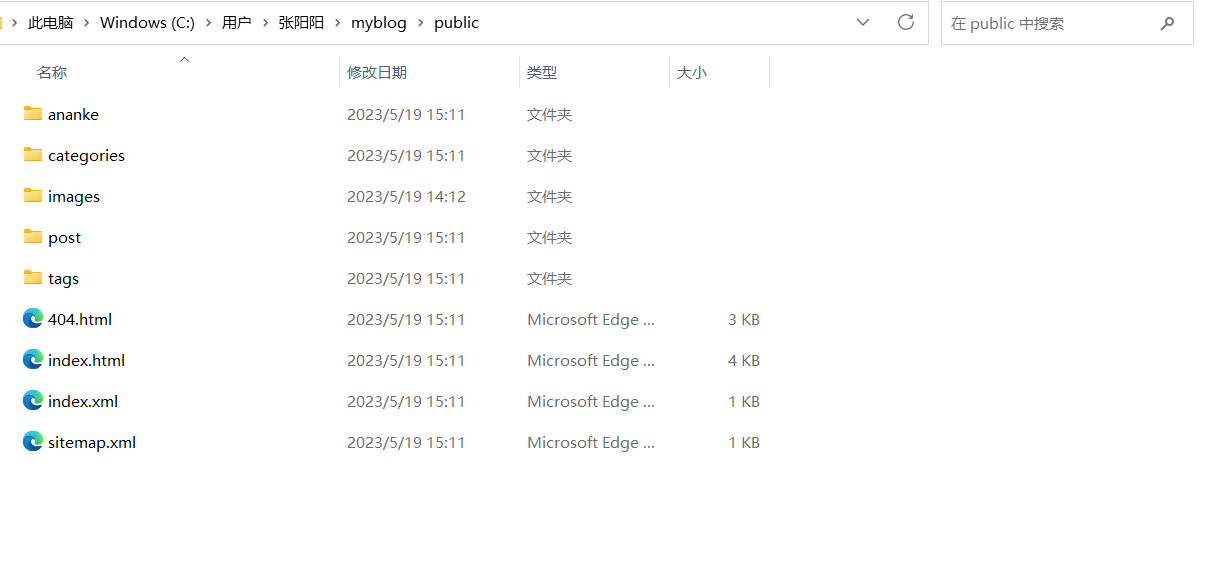 此电脑 > Windows (C:) > 用户 > 张阳阳 > myblog > public 在 public 中搜索
名称 修改日期 类型 大小
ananke 2023/5/19 15:11 文件夹
categories 2023/5/19 15:11 文件夹
images 2023/5/19 14:12 文件夹
post 2023/5/19 15:11 文件夹
tags 2023/5/19 15:11 文件夹
404.html 2023/5/19 15:11 Microsoft Edge ... 3 KB
index.html 2023/5/19 15:11 Microsoft Edge ... 4 KB
index.xml 2023/5/19 15:11 Microsoft Edge ... 1 KB
sitemap.xml 2023/5/19 15:11 Microsoft Edge ... 1 KB